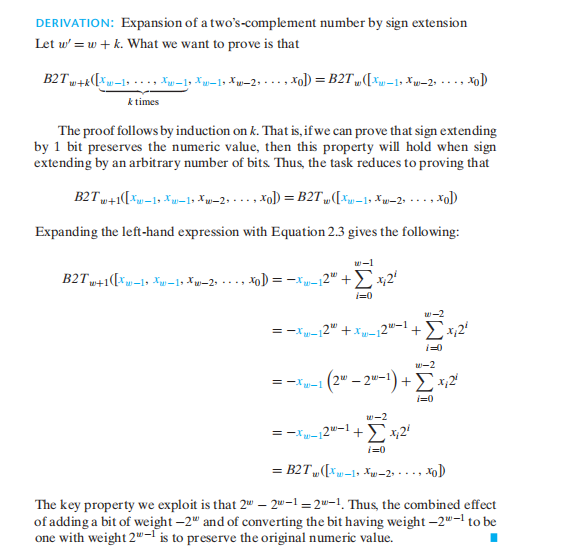 DERIVATION: Expansion of a two's-complement number by sign extension
Let w′ = w + k. What we want to prove is that
B2T_{w+k}([x_{w−1}, . . . , x_{w−1}, x_{w−1}, x_{w−2}, . . . , x_0]) = B2T_w([x_{w−1}, x_{w−2}, . . . , x_0])
k times
The proof follows by induction on k. That is, if we can prove that sign extending
by 1 bit preserves the numeric value, then this property will hold when sign
extending by an arbitrary number of bits. Thus, the task reduces to proving that
B2T_{w+1}([x_{w−1}, x_{w−1}, x_{w−2}, . . . , x_0]) = B2T_w([x_{w−1}, x_{w−2}, . . . , x_0])
Expanding the left-hand expression with Equation 2.3 gives the following:
B2T_{w+1}([x_{w−1}, x_{w−1}, x_{w−2}, . . . , x_0]) = −x_{w−1}2^w + ∑_{i=0}^{w−1} x_i2^i
= −x_{w−1}2^w + x_{w−1}2^{w−1} + ∑_{i=0}^{w−2} x_i2^i
= −x_{w−1} (2^w − 2^{w−1}) + ∑_{i=0}^{w−2} x_i2^i
= −x_{w−1}2^{w−1} + ∑_{i=0}^{w−2} x_i2^i
= B2T_w([x_{w−1}, x_{w−2}, . . . , x_0])
The key property we exploit is that 2^w − 2^{w−1} = 2^{w−1}. Thus, the combined effect
of adding a bit of weight −2^w and of converting the bit having weight −2^{w−1} to be
one with weight 2^{w−1} is to preserve the original numeric value.